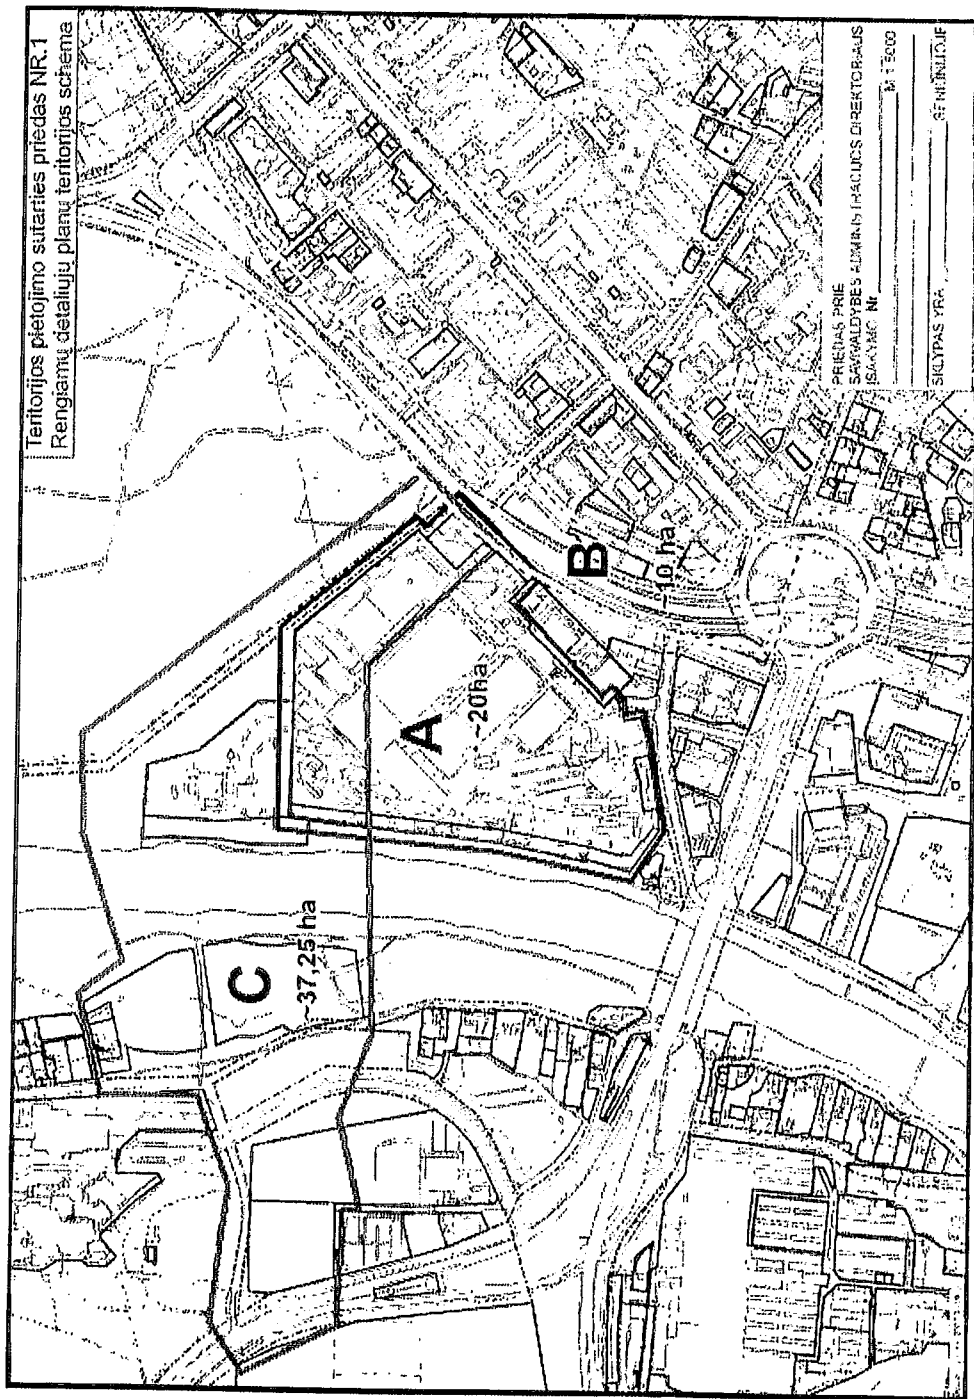 Teritorijos plėtojimo sutarties priedas NR.1
Rengiamų detaliųjų planų teritorijos schema
C
~37,25 ha
A
~20ha
B
10 ha
PRIEDAS PRIE
SAVIVALDYBĖS ADMINISTRACIJOS DIREKTORIAUS
ĮSAKYMO Nr.
M 1:5000
SKLYPAS YRA
SENIŪNIJOJE